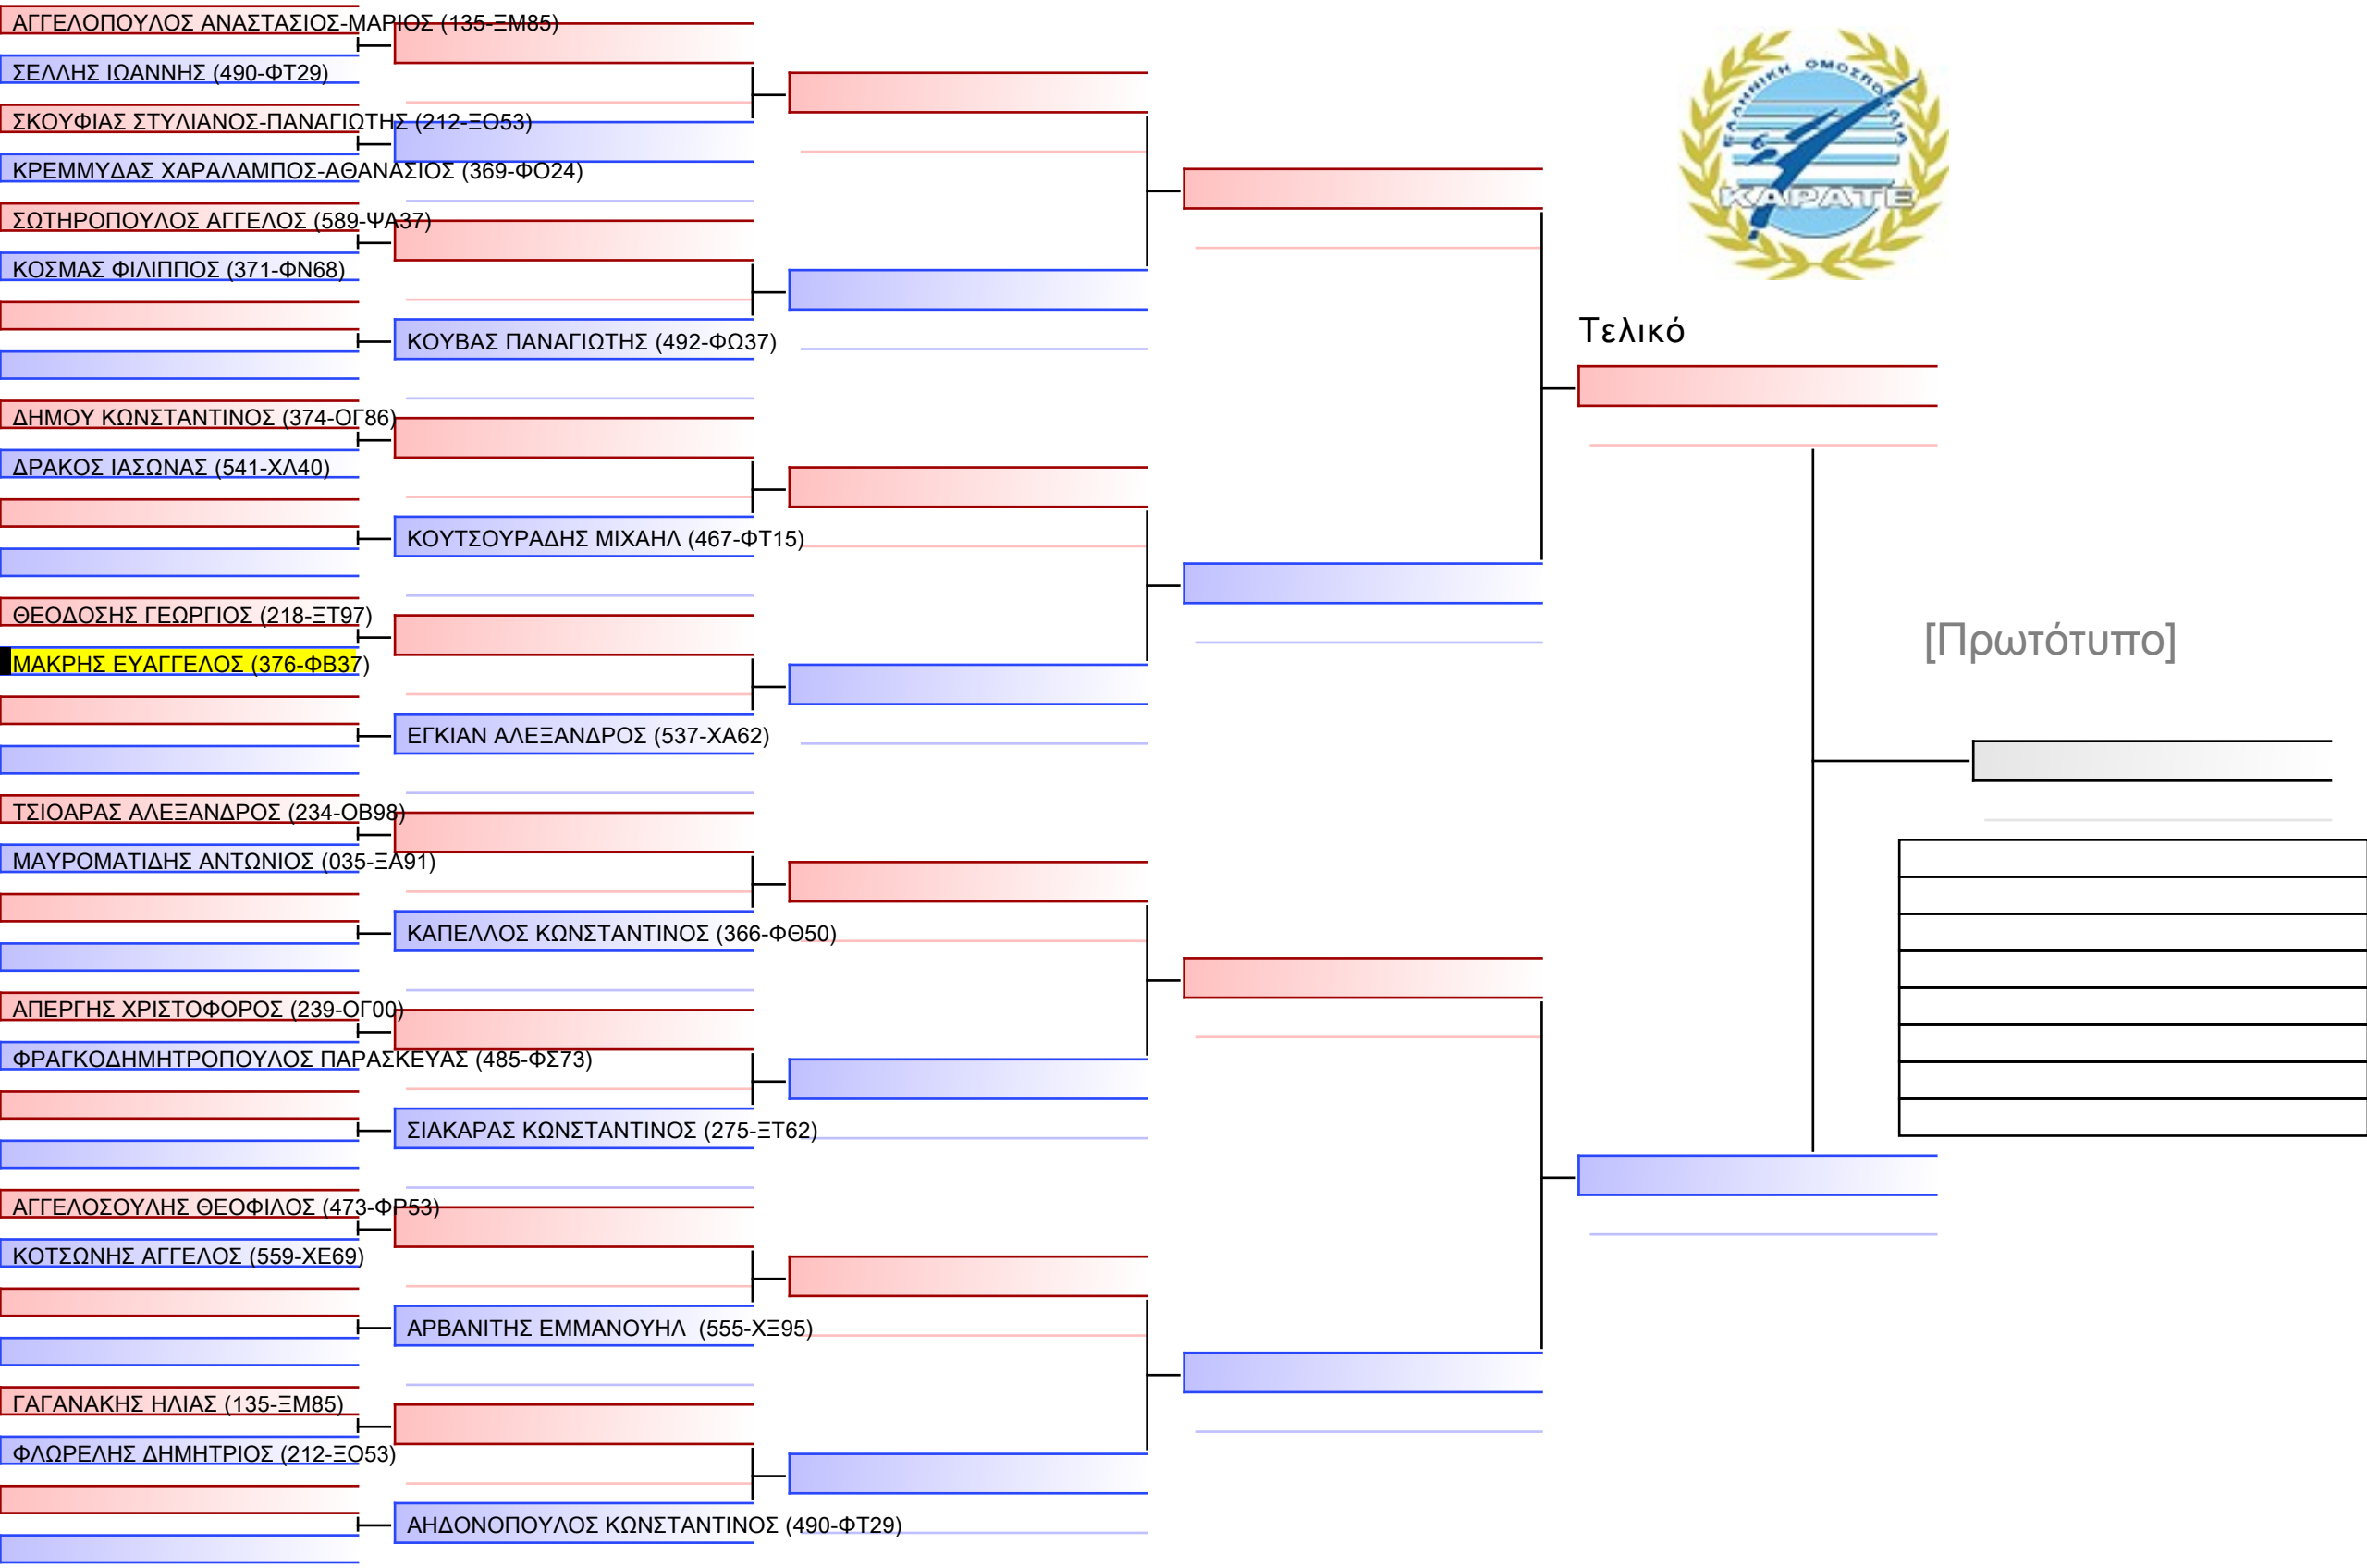 ΑΓΓΕΛΟΠΟΥΛΟΣ ΑΝΑΣΤΑΣΙΟΣ-ΜΑΡΙΟΣ (135-ΞΜ85)
ΣΕΛΛΗΣ ΙΩΑΝΝΗΣ (490-ΦΤ29)
ΣΚΟΥΦΙΑΣ ΣΤΥΛΙΑΝΟΣ-ΠΑΝΑΓΙΩΤΗΣ (212-ΞΟ53)
ΚΡΕΜΜΥΔΑΣ ΧΑΡΑΛΑΜΠΟΣ-ΑΘΑΝΑΣΙΟΣ (369-ΦΟ24)
ΣΩΤΗΡΟΠΟΥΛΟΣ ΑΓΓΕΛΟΣ (589-ΨΑ37)
ΚΟΣΜΑΣ ΦΙΛΙΠΠΟΣ (371-ΦΝ68)
ΔΗΜΟΥ ΚΩΝΣΤΑΝΤΙΝΟΣ (374-ΟΓ86)
ΔΡΑΚΟΣ ΙΑΣΩΝΑΣ (541-ΧΛ40)
ΘΕΟΔΟΣΗΣ ΓΕΩΡΓΙΟΣ (218-ΞΤ97)
ΜΑΚΡΗΣ ΕΥΑΓΓΕΛΟΣ (376-ΦΒ37)
ΤΣΙΟΑΡΑΣ ΑΛΕΞΑΝΔΡΟΣ (234-ΟΒ98)
ΜΑΥΡΟΜΑΤΙΔΗΣ ΑΝΤΩΝΙΟΣ (035-ΞΑ91)
ΑΠΕΡΓΗΣ ΧΡΙΣΤΟΦΟΡΟΣ (239-ΟΓ00)
ΦΡΑΓΚΟΔΗΜΗΤΡΟΠΟΥΛΟΣ ΠΑΡΑΣΚΕΥΑΣ (485-ΦΣ73)
ΑΓΓΕΛΟΣΟΥΛΗΣ ΘΕΟΦΙΛΟΣ (473-ΦΡ53)
ΚΟΤΣΩΝΗΣ ΑΓΓΕΛΟΣ (559-ΧΕ69)
ΓΑΓΑΝΑΚΗΣ ΗΛΙΑΣ (135-ΞΜ85)
ΦΛΩΡΕΛΗΣ ΔΗΜΗΤΡΙΟΣ (212-ΞΟ53)
ΚΟΥΒΑΣ ΠΑΝΑΓΙΩΤΗΣ (492-ΦΩ37)
ΚΟΥΤΣΟΥΡΑΔΗΣ ΜΙΧΑΗΛ (467-ΦΤ15)
ΕΓΚΙΑΝ ΑΛΕΞΑΝΔΡΟΣ (537-ΧΑ62)
ΚΑΠΕΛΛΟΣ ΚΩΝΣΤΑΝΤΙΝΟΣ (366-ΦΘ50)
ΣΙΑΚΑΡΑΣ ΚΩΝΣΤΑΝΤΙΝΟΣ (275-ΞΤ62)
ΑΡΒΑΝΙΤΗΣ ΕΜΜΑΝΟΥΗΛ (555-ΧΞ95)
ΑΗΔΟΝΟΠΟΥΛΟΣ ΚΩΝΣΤΑΝΤΙΝΟΣ (490-ΦΤ29)
ΕΛΛΗΝΙΚΗ ΟΜΟΣΠΟΝΔΙΑ
ΚΑΡΑΤΕ
Τελικό
[Πρωτότυπο]